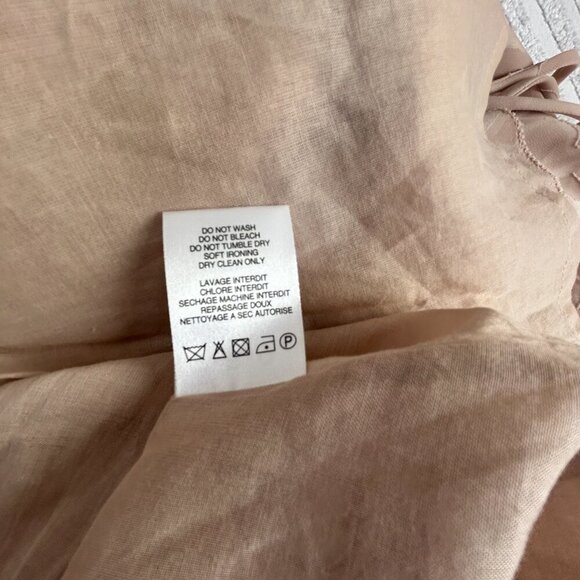 DO NOT WASH
DO NOT BLEACH
DO NOT TUMBLE DRY
SOFT IRONING
DRY CLEAN ONLY
LAVAGE INTERDIT
CHLORE INTERDIT
SECHAGE MACHINE INTERDIT
REPASSAGE DOUX
NETTOYAGE A SEC AUTORISE
P